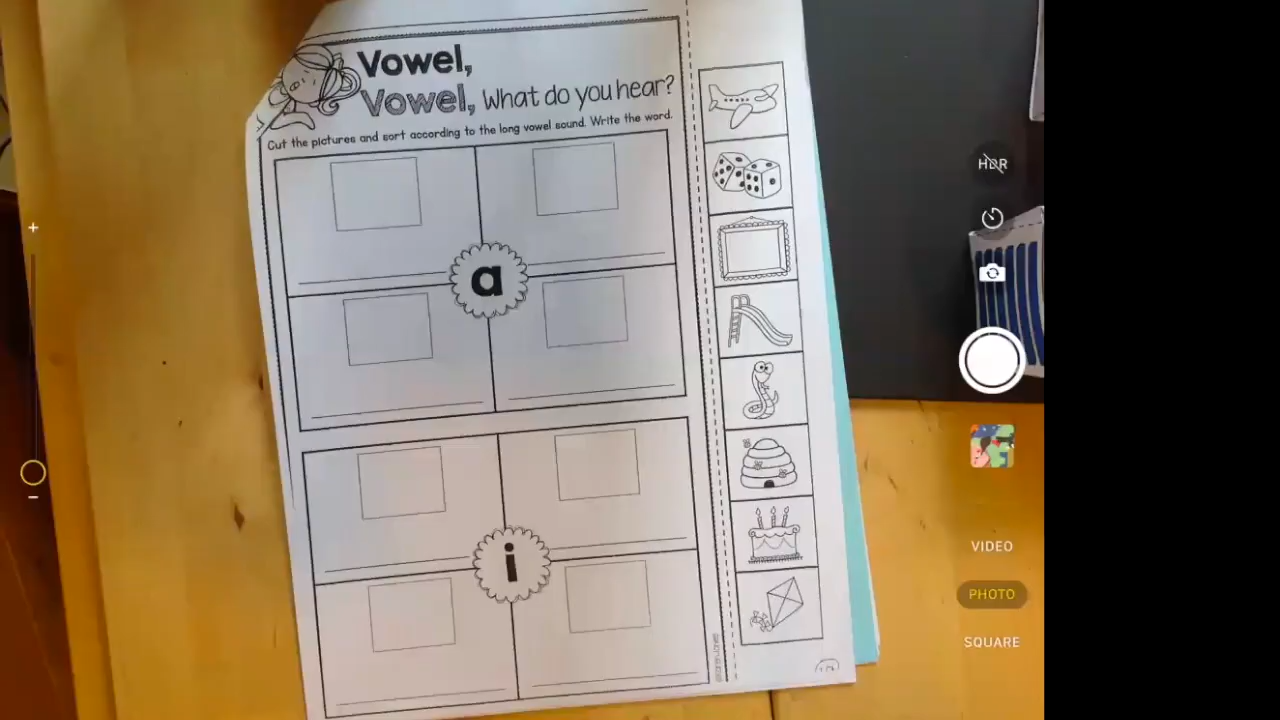 Vowel,
Vowel, What do you hear?
Cut the pictures and sort according to the long vowel sound. Write the word.
a
i
HDR
VIDEO
PHOTO
SQUARE